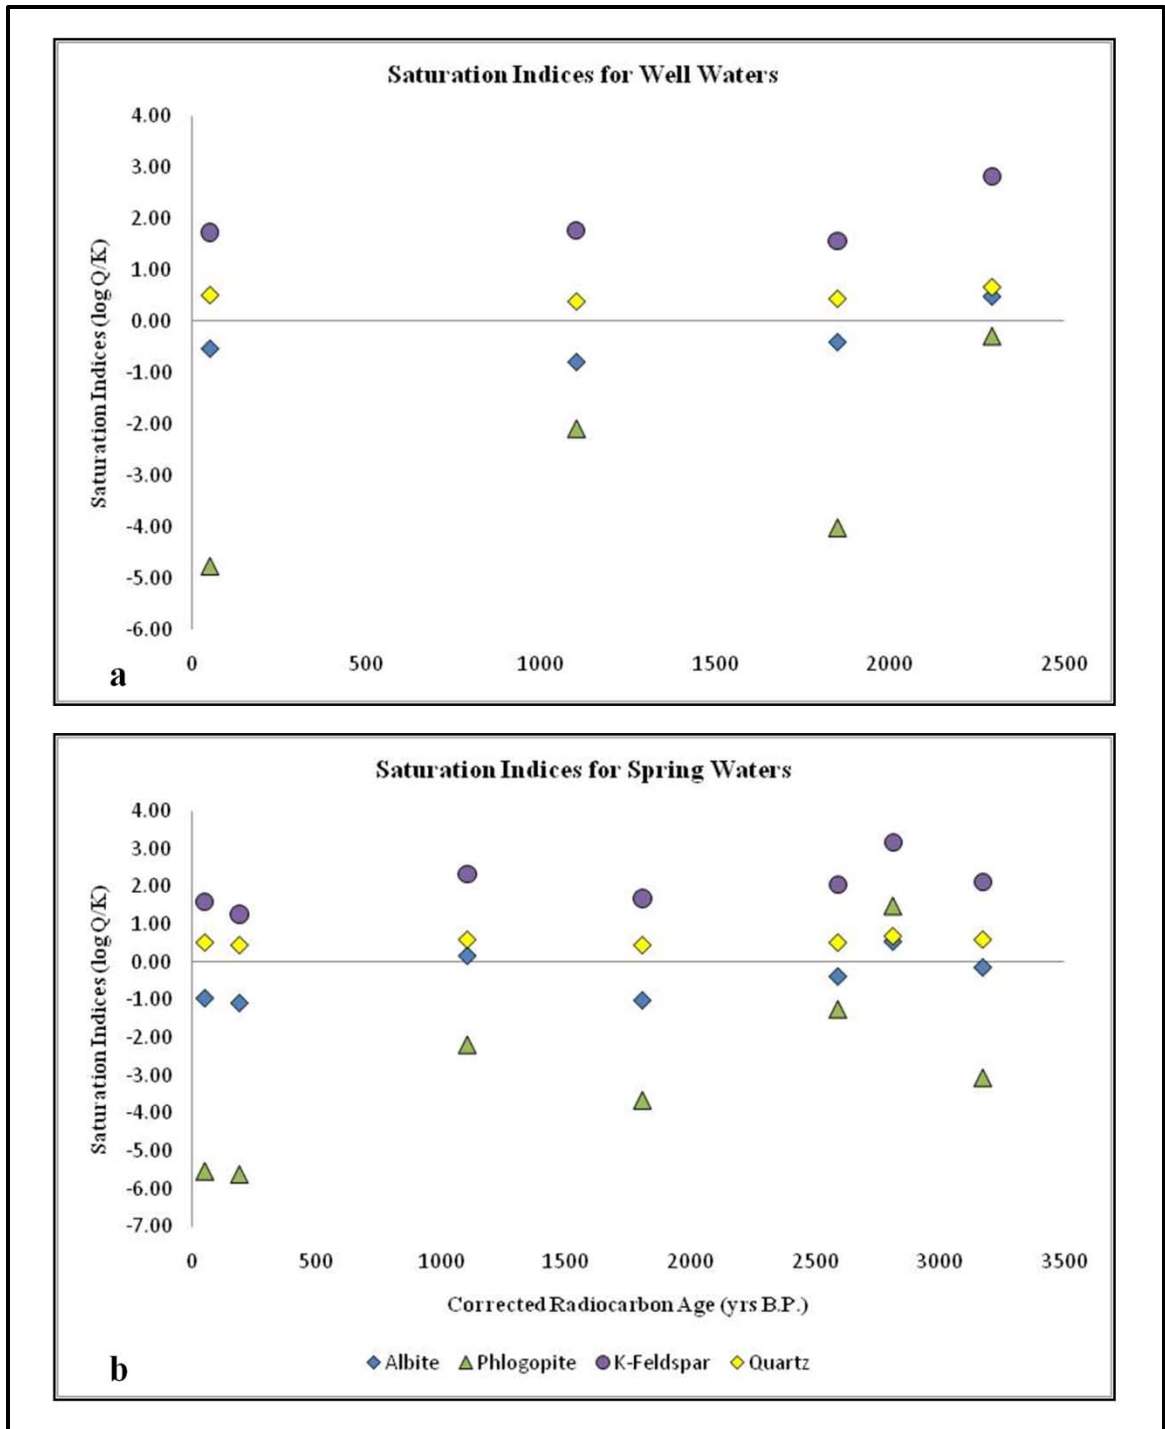 Saturation Indices for Well Waters
4.00
3.00
2.00
1.00
0.00
-1.00
-2.00
-3.00
-4.00
-5.00
-6.00
Saturation Indices (log Q/K)
0 500 1000 1500 2000 2500
a
Saturation Indices for Spring Waters
4.00
3.00
2.00
1.00
0.00
-1.00
-2.00
-3.00
-4.00
-5.00
-6.00
-7.00
Saturation Indices (log Q/K)
0 500 1000 1500 2000 2500 3000 3500
Corrected Radiocarbon Age (yrs B.P.)
Albite Phlogopite K-Feldspar Quartz
b